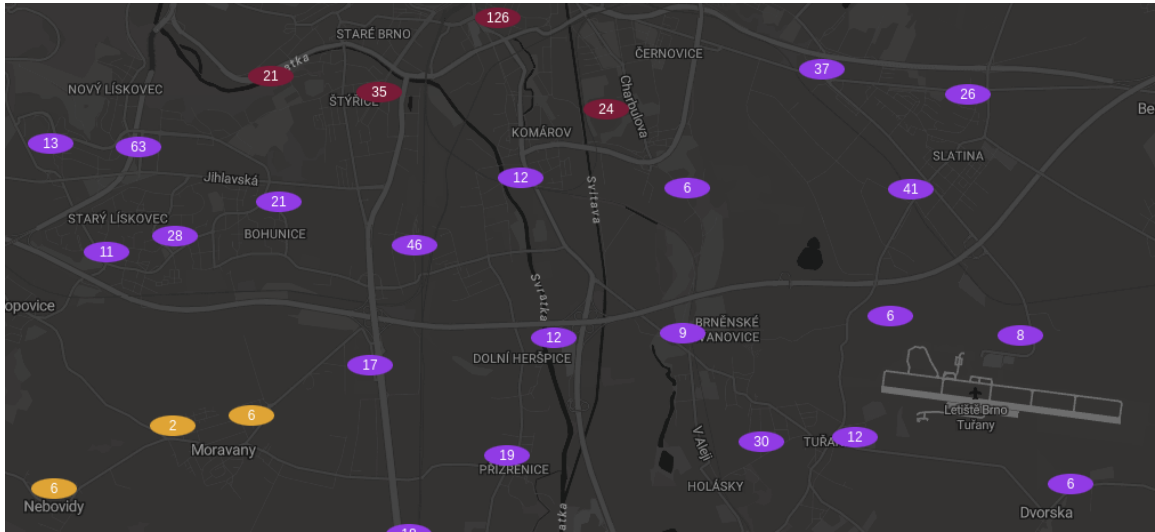 126
STARÉ BRNO
ČERNOVICE
37
21
NOVÝ LÍSKOVEC
35
ŠTÝŘICE
26
24
Charbulova
KOMÁROV
13
63
SLATINA
Jihlavská
12
Svitava
6
41
21
STARÝ LÍSKOVEC
28
BOHUNICE
11
46
Svratka
opovice
6
BRNĚNSKÉ
9
8
12
DOLNÍ HERŠPICE
17
Letiště Brno
Tuřany
6
2
Moravany
V Aleji
30
12
19
PŘÍZŘENICE
6
Nebovidy
HOLÁSKY
6
Dvorska